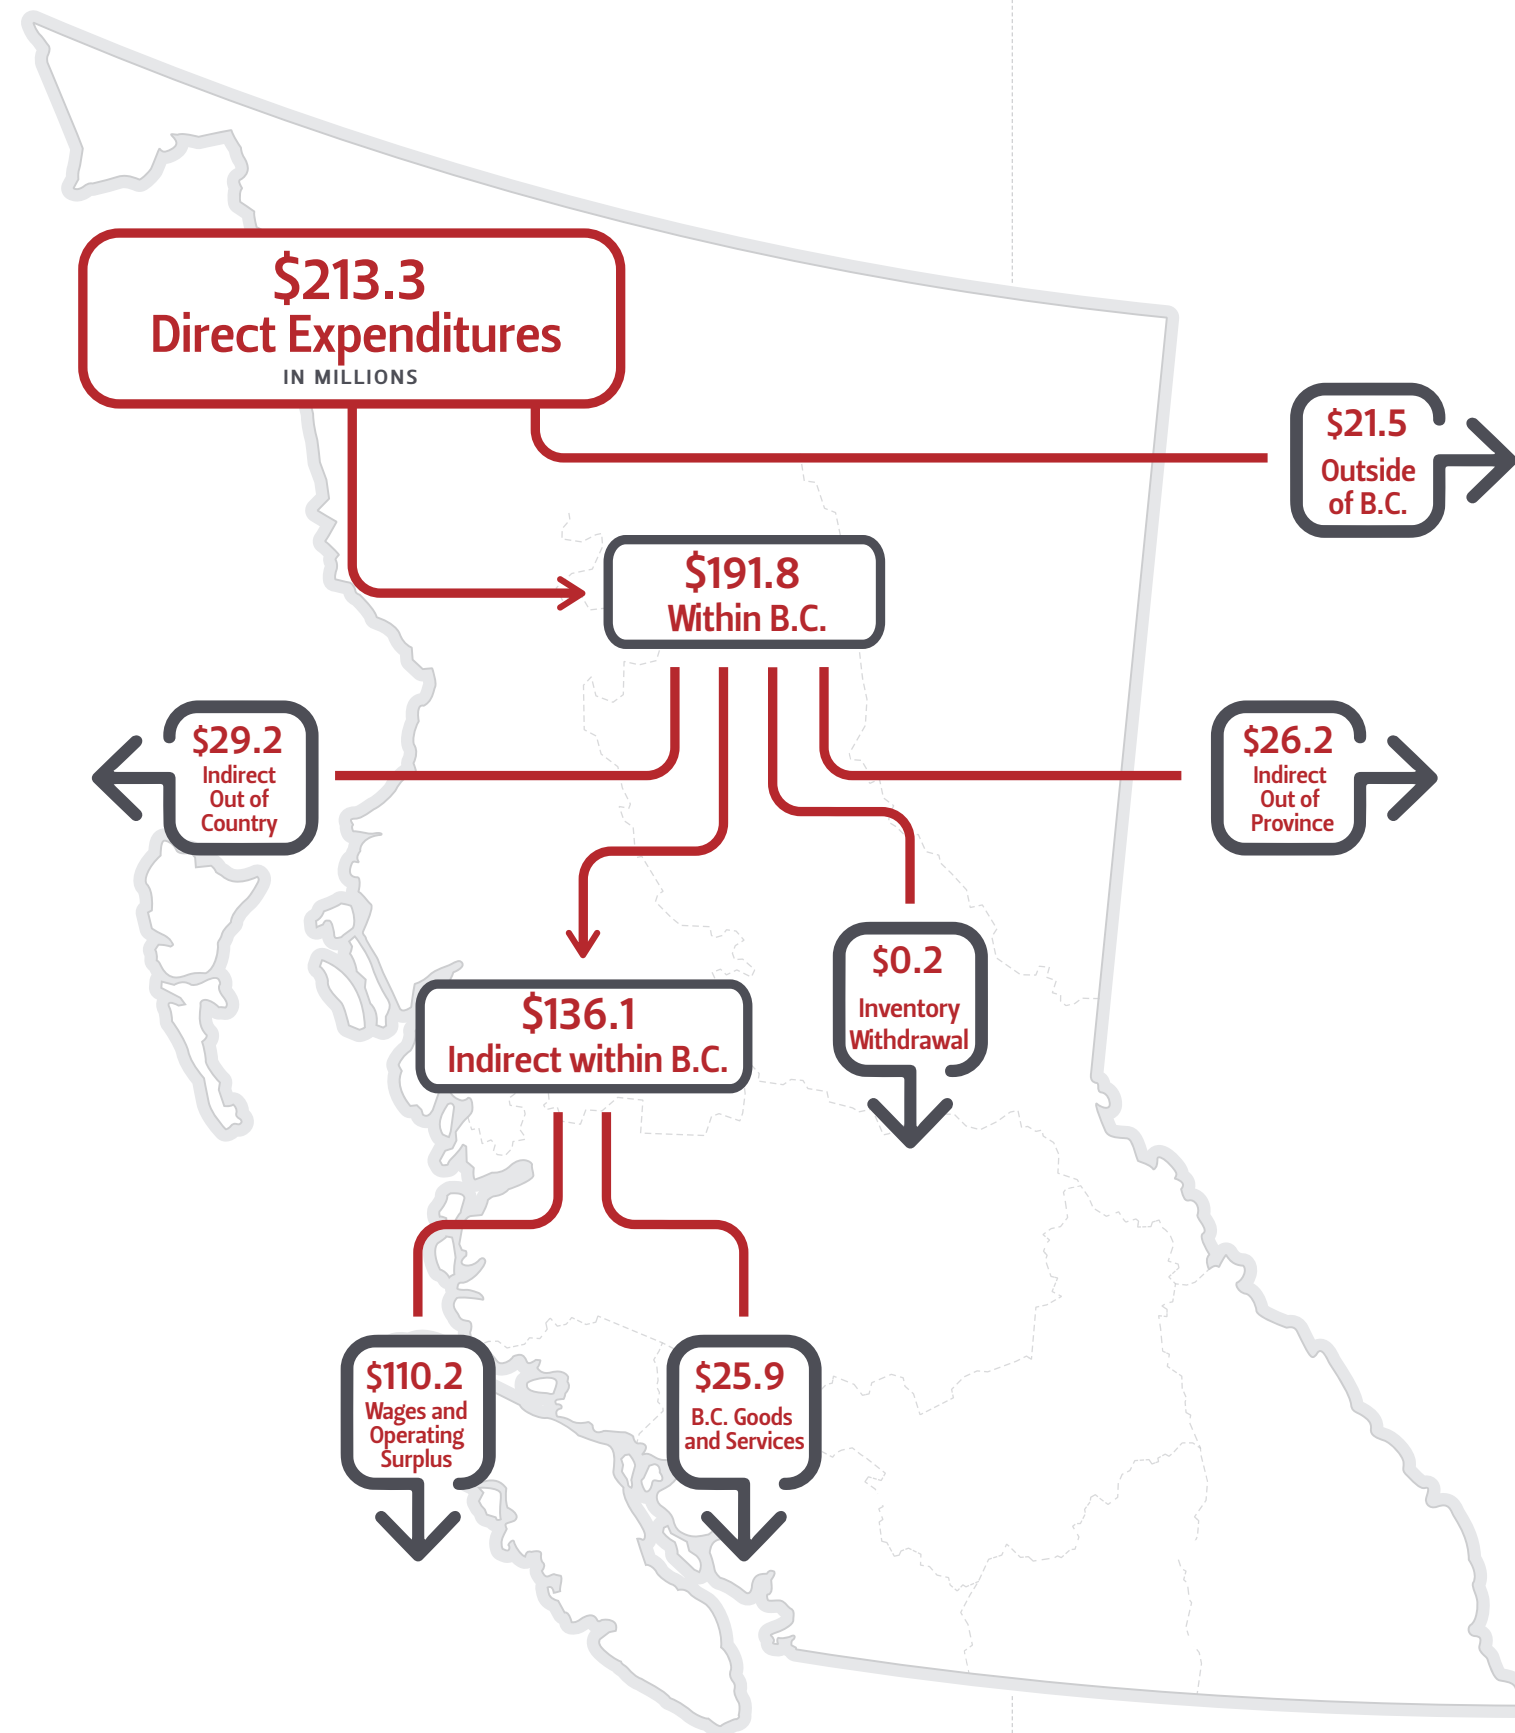 $213.3
Direct Expenditures
IN MILLIONS
$21.5
Outside
of B.C.
$191.8
Within B.C.
$29.2
Indirect
Out of
Country
$26.2
Indirect
Out of
Province
$0.2
Inventory
Withdrawal
$136.1
Indirect within B.C.
$110.2
Wages and
Operating
Surplus
$25.9
B.C. Goods
and Services